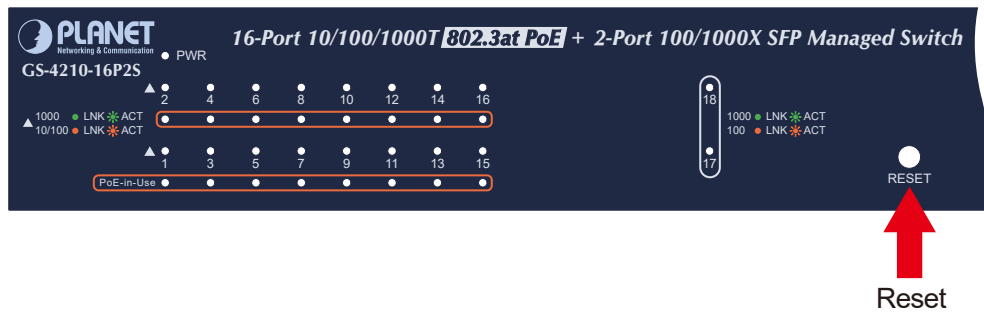 PLANET
Networking & Communication
16-Port 10/100/1000T 802.3at PoE + 2-Port 100/1000X SFP Managed Switch
GS-4210-16P2S
PWR
2 4 6 8 10 12 14 16
18
1000 LNK ACT
10/100 LNK ACT
1000 LNK ACT
100 LNK ACT
1 3 5 7 9 11 13 15
17
PoE-in-Use
RESET
Reset